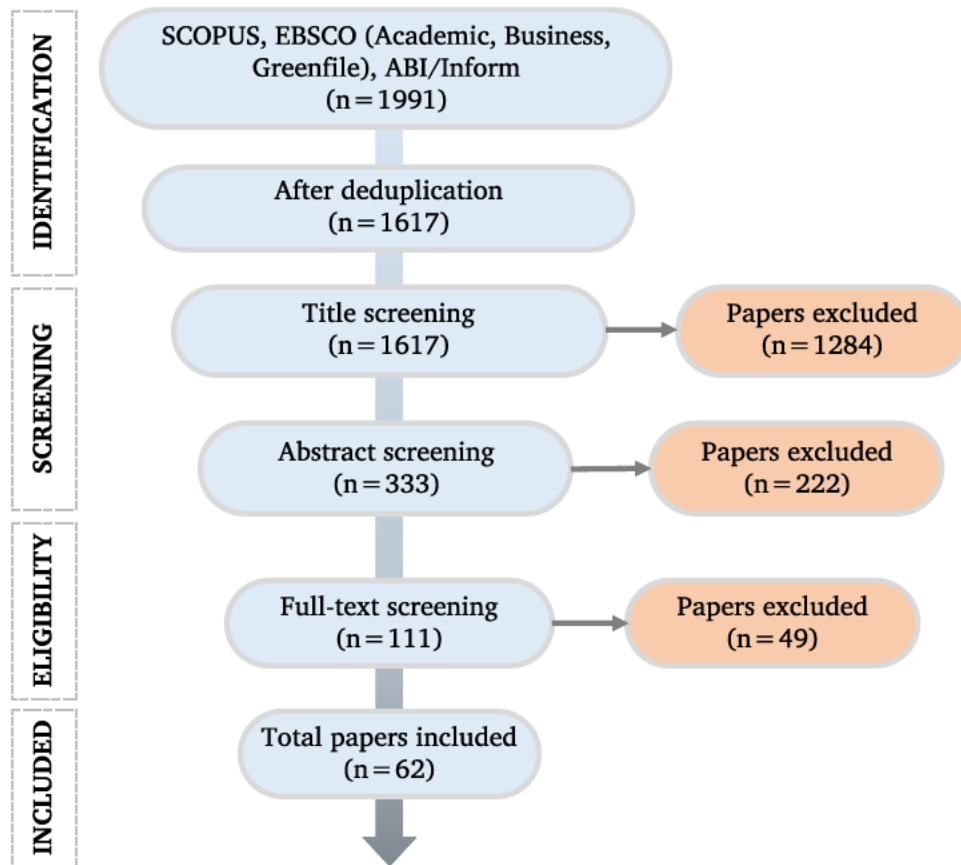 IDENTIFICATION
SCOPUS, EBSCO (Academic, Business,
Greenfile), ABI/Inform
(n = 1991)
After deduplication
(n = 1617)
SCREENING
Title screening
(n = 1617)
Papers excluded
(n = 1284)
Abstract screening
(n = 333)
Papers excluded
(n = 222)
ELIGIBILITY
Full-text screening
(n = 111)
Papers excluded
(n = 49)
INCLUDED
Total papers included
(n = 62)